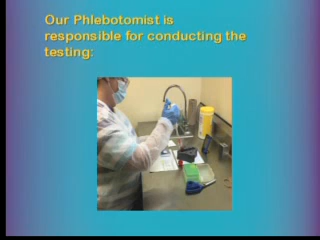 Our Phlebotomist is
responsible for conducting the
testing: